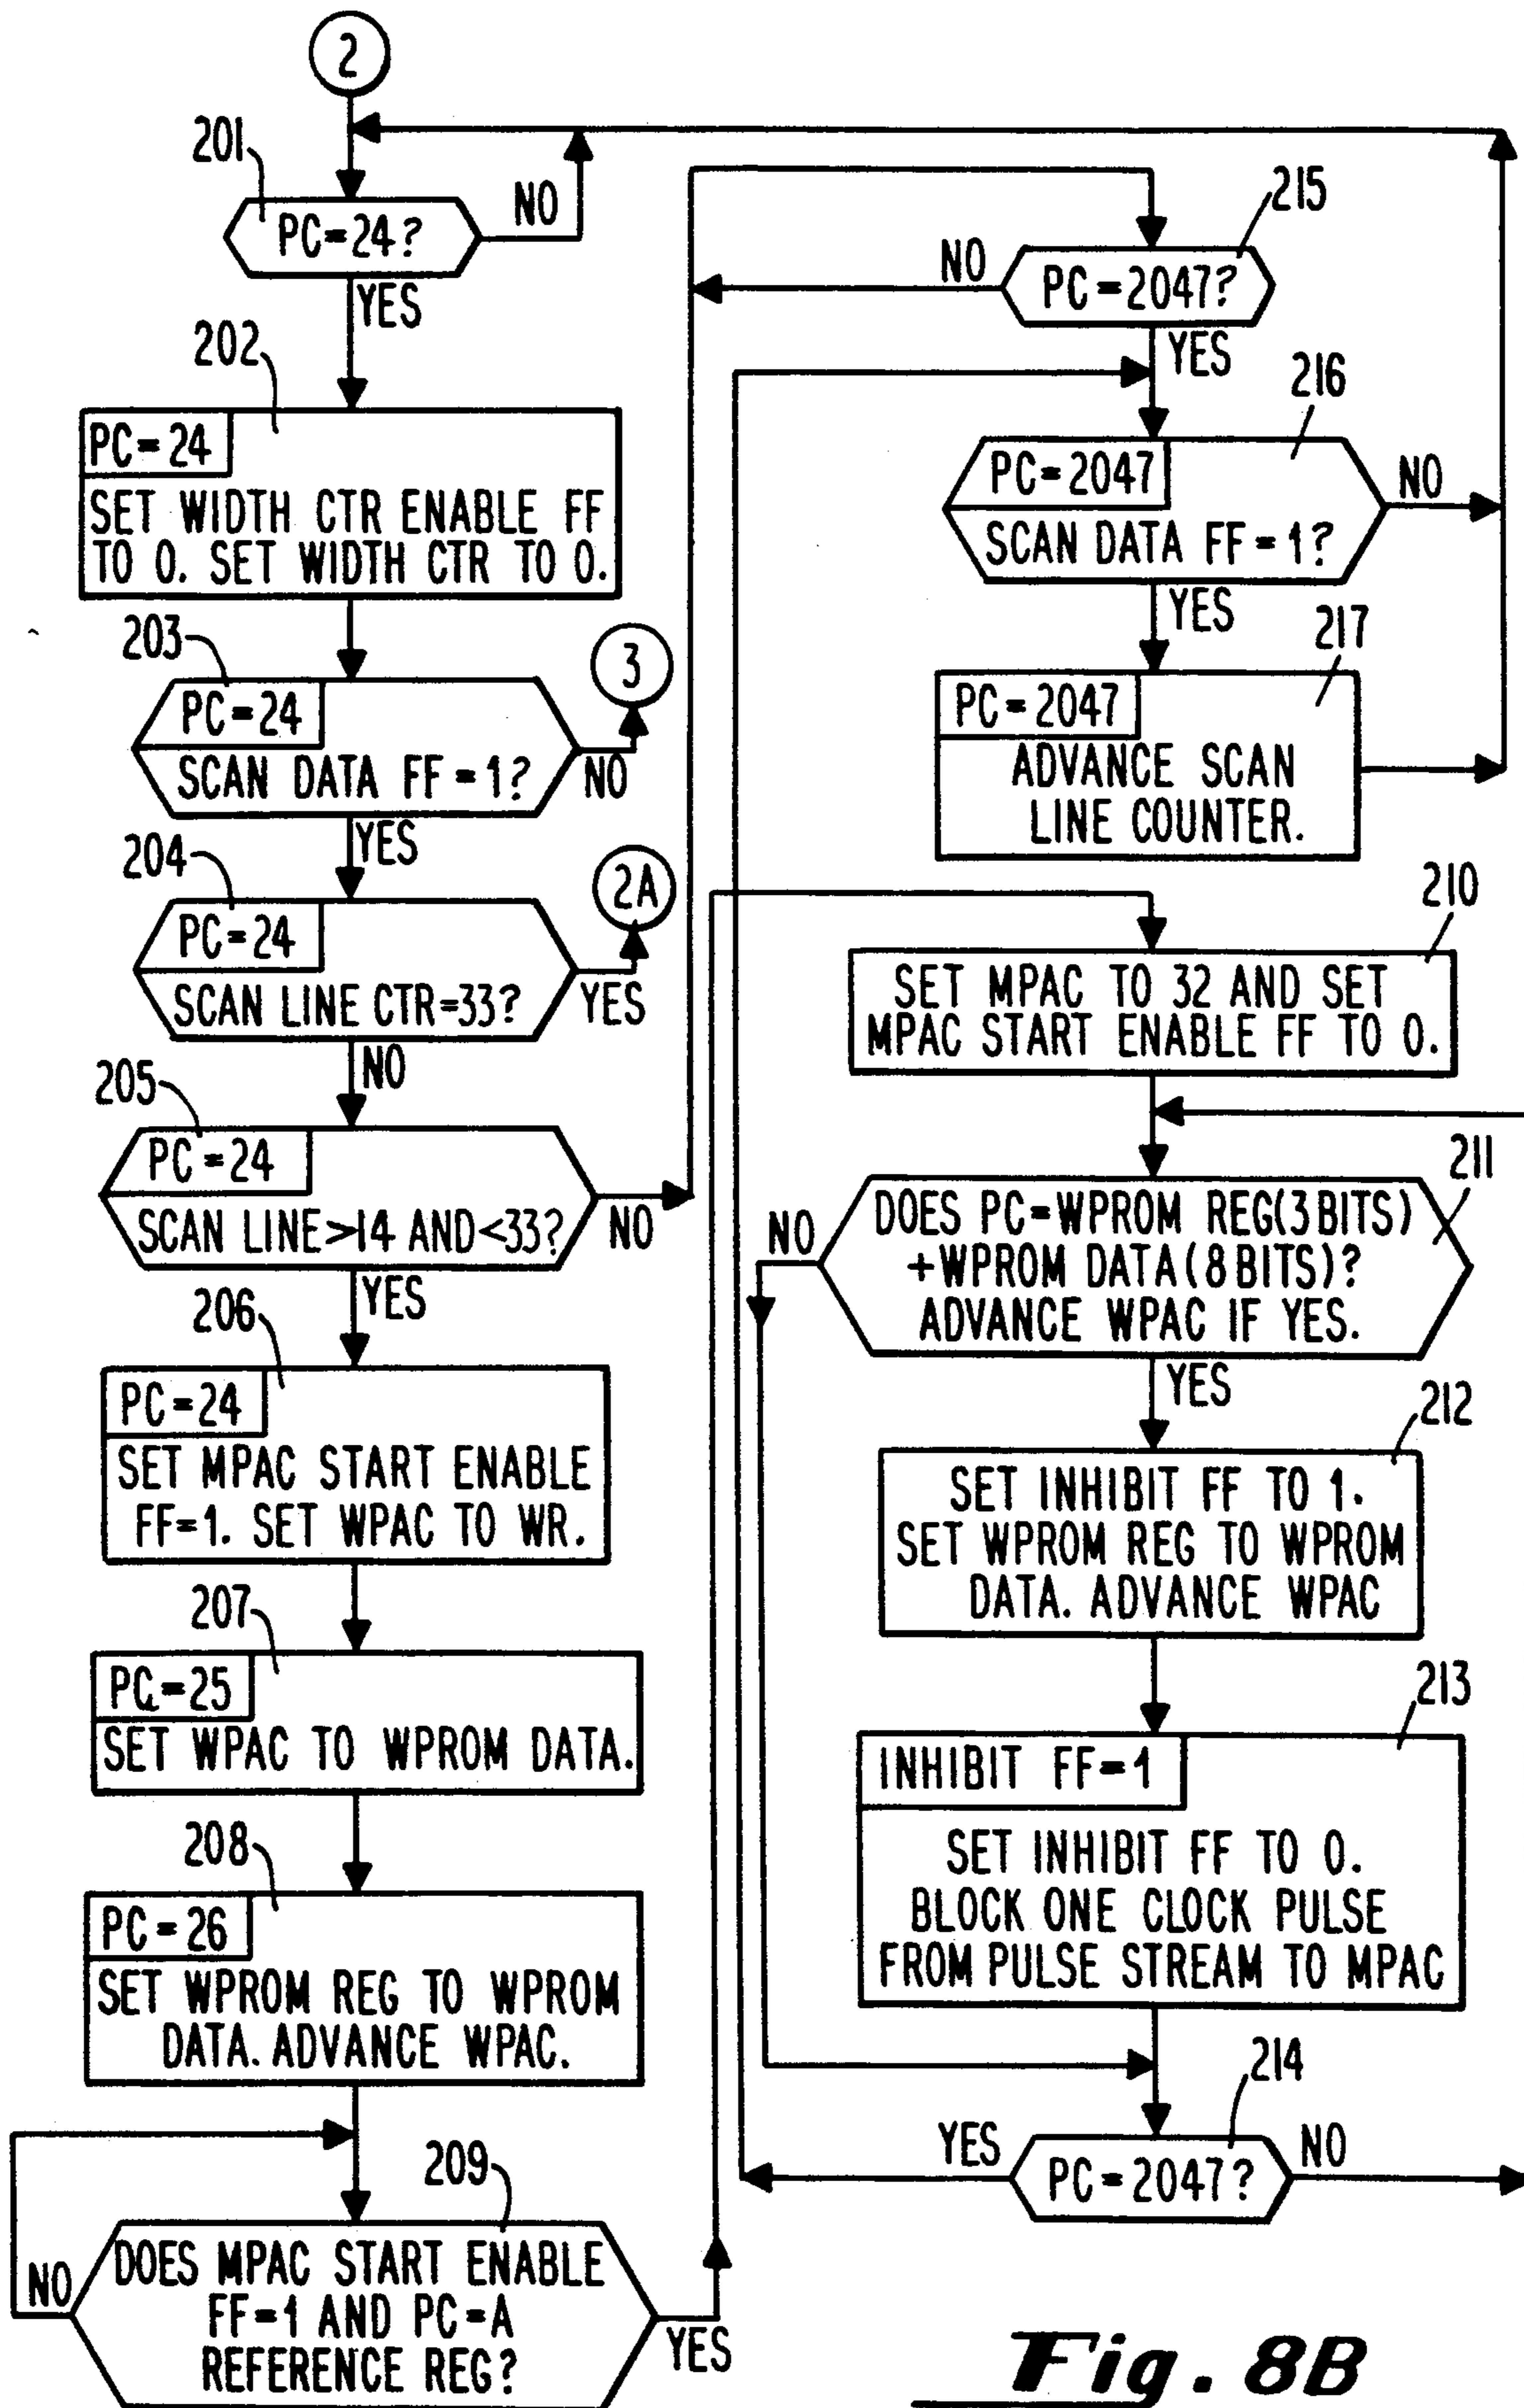 2
201
PC=24?
NO
YES
202
PC=24
SET WIDTH CTR ENABLE FF
TO 0. SET WIDTH CTR TO 0.
203
PC=24
SCAN DATA FF=1?
NO
3
YES
204
PC=24
SCAN LINE CTR=33?
YES
2A
NO
205
PC=24
SCAN LINE>14 AND<33?
NO
YES
206
PC=24
SET MPAC START ENABLE
FF=1. SET WPAC TO WR.
207
PC=25
SET WPAC TO WPROM DATA.
208
PC=26
SET WPROM REG TO WPROM
DATA. ADVANCE WPAC.
209
DOES MPAC START ENABLE
FF=1 AND PC=A
REFERENCE REG?
NO
YES
215
PC=2047?
NO
YES
216
PC=2047
SCAN DATA FF=1?
NO
YES
217
PC=2047
ADVANCE SCAN
LINE COUNTER.
210
SET MPAC TO 32 AND SET
MPAC START ENABLE FF TO 0.
211
DOES PC=WPROM REG(3 BITS)
+WPROM DATA(8 BITS)?
ADVANCE WPAC IF YES.
NO
YES
212
SET INHIBIT FF TO 1.
SET WPROM REG TO WPROM
DATA. ADVANCE WPAC
213
INHIBIT FF=1
SET INHIBIT FF TO 0.
BLOCK ONE CLOCK PULSE
FROM PULSE STREAM TO MPAC
214
PC=2047?
YES
NO
Fig. 8B